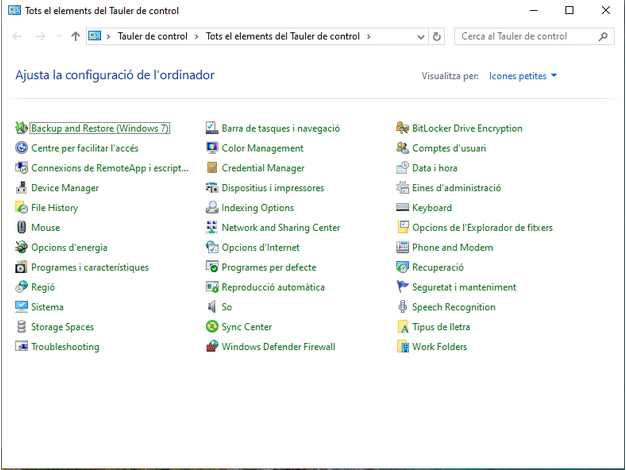 Tots els elements del Tauler de control
Tauler de control Tots els elements del Tauler de control
Cerca al Tauler de control
Ajusta la configuració de l'ordinador
Visualitza per: Icones petites
Backup and Restore (Windows 7)
Barra de tasques i navegació
BitLocker Drive Encryption
Centre per facilitar l'accés
Color Management
Comptes d'usuari
Connexions de RemoteApp i escript...
Credential Manager
Data i hora
Device Manager
Dispositius i impressores
Eines d'administració
File History
Indexing Options
Keyboard
Mouse
Network and Sharing Center
Opcions de l'Explorador de fitxers
Opcions d'energia
Opcions d'Internet
Phone and Modem
Programes i característiques
Programes per defecte
Recuperació
Regió
Reproducció automàtica
Seguretat i manteniment
Sistema
So
Speech Recognition
Storage Spaces
Sync Center
Tipus de lletra
Troubleshooting
Windows Defender Firewall
Work Folders